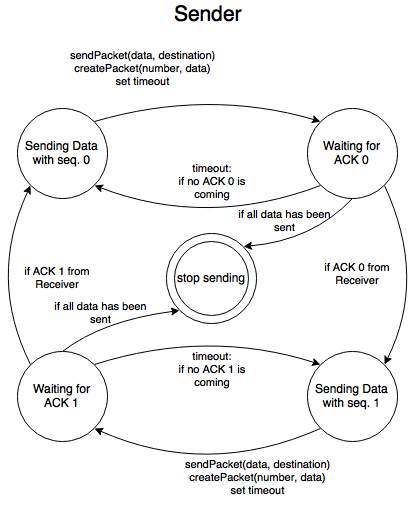 Sender
sendPacket(data, destination)
createPacket(number, data)
set timeout
Sending Data
with seq. 0
Waiting for
ACK 0
timeout:
if no ACK 0 is
coming
if all data has been
sent
stop sending
if ACK 1 from
Receiver
if ACK 0 from
Receiver
if all data has been
sent
timeout:
if no ACK 1 is
coming
Waiting for
ACK 1
Sending Data
with seq. 1
sendPacket(data, destination)
createPacket(number, data)
set timeout